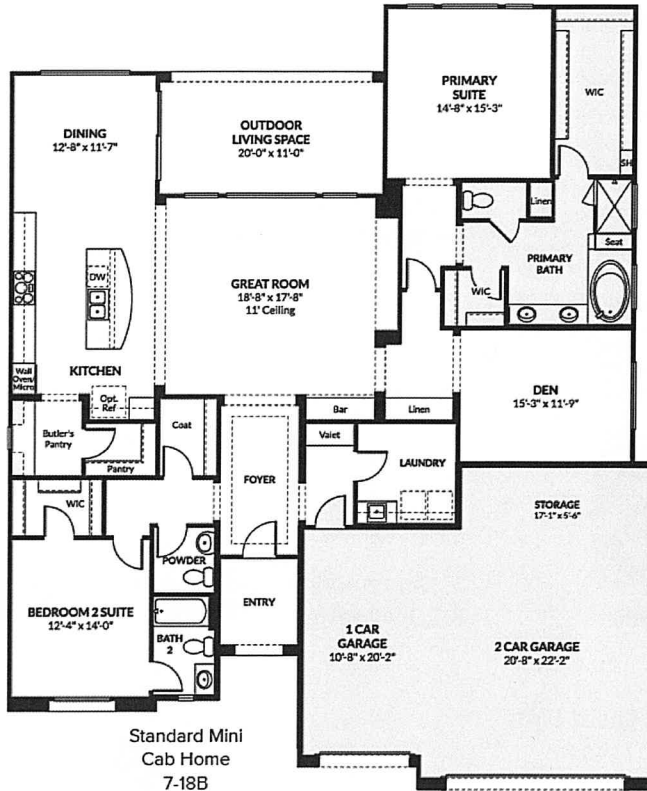 PRIMARY
SUITE
14'-8" x 15'-3"
WIC
SH
DINING
12'-8" x 11'-7"
OUTDOOR
LIVING SPACE
20'-0" x 11'-0"
Linen
Seat
PRIMARY
BATH
DW
GREAT ROOM
18'-8" x 17'-8"
11' Ceiling
WIC
KITCHEN
Wall
Oven/
Micro
Opt.
Ref
DEN
15'-3" x 11'-9"
Bar
Linen
Butler's
Pantry
Pantry
Coat
Valet
LAUNDRY
FOYER
WIC
STORAGE
17'-1" x 5'-6"
POWDER
BEDROOM 2 SUITE
12'-4" x 14'-0"
ENTRY
BATH
2
1 CAR
GARAGE
10'-8" x 20'-2"
2 CAR GARAGE
20'-8" x 22'-2"
Standard Mini
Cab Home
7-18B